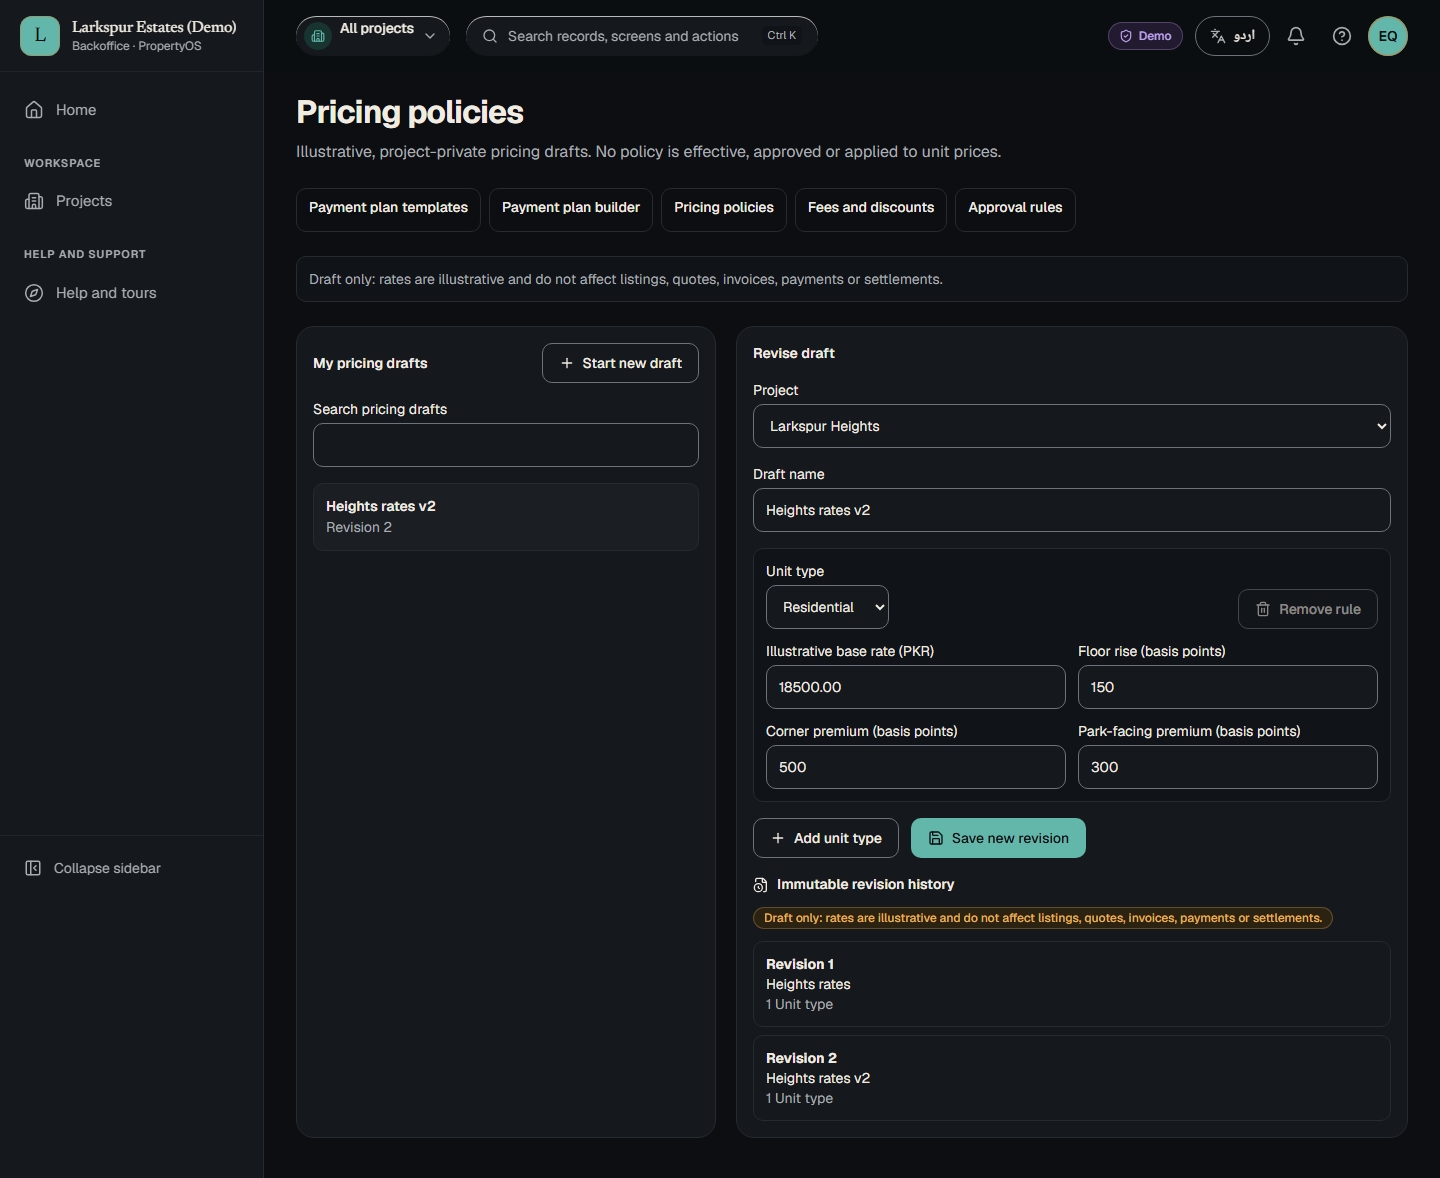 L
Larkspur Estates (Demo)
Backoffice · PropertyOS
All projects
Search records, screens and actions
Ctrl K
Demo
اردو
EQ
Home
WORKSPACE
Projects
HELP AND SUPPORT
Help and tours
Collapse sidebar
Pricing policies
Illustrative, project-private pricing drafts. No policy is effective, approved or applied to unit prices.
Payment plan templates
Payment plan builder
Pricing policies
Fees and discounts
Approval rules
Draft only: rates are illustrative and do not affect listings, quotes, invoices, payments or settlements.
My pricing drafts
Start new draft
Search pricing drafts
Heights rates v2
Revision 2
Revise draft
Project
Larkspur Heights
Draft name
Heights rates v2
Unit type
Residential
Remove rule
Illustrative base rate (PKR)
Floor rise (basis points)
18500.00
150
Corner premium (basis points)
Park-facing premium (basis points)
500
300
Add unit type
Save new revision
Immutable revision history
Draft only: rates are illustrative and do not affect listings, quotes, invoices, payments or settlements.
Revision 1
Heights rates
1 Unit type
Revision 2
Heights rates v2
1 Unit type